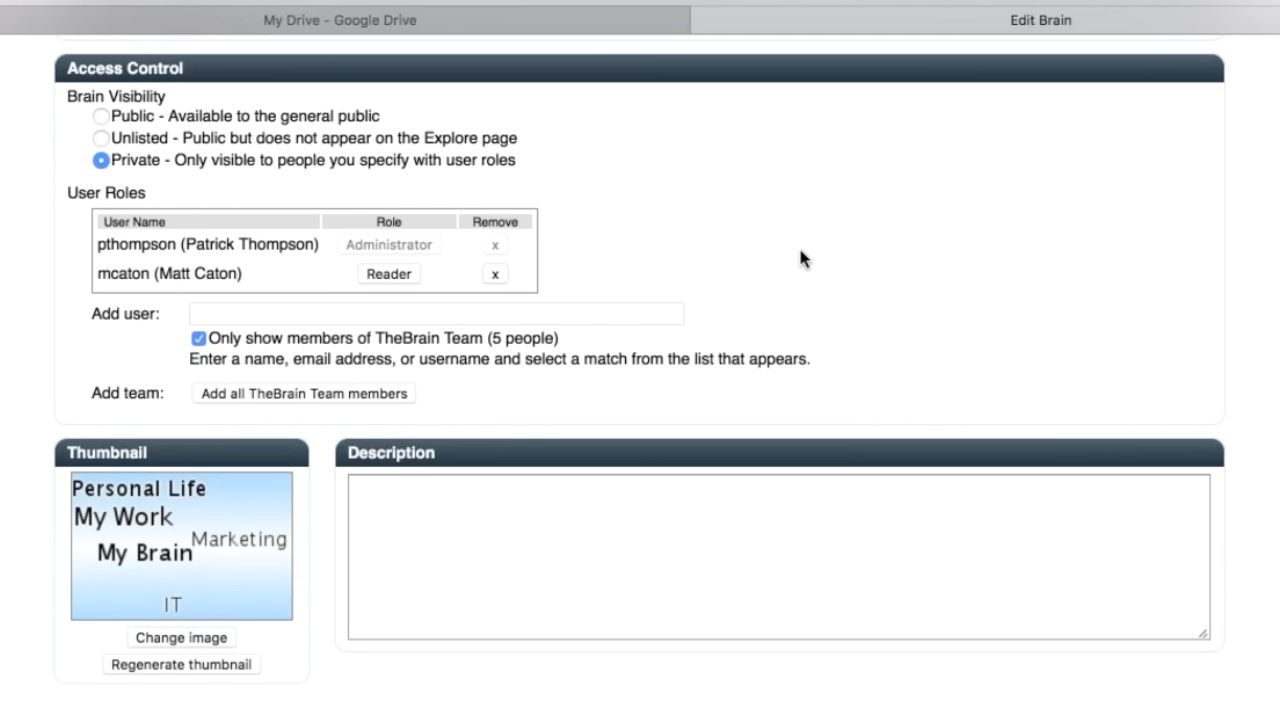 My Drive - Google Drive
Edit Brain
Access Control
Brain Visibility
Public - Available to the general public
Unlisted - Public but does not appear on the Explore page
Private - Only visible to people you specify with user roles
User Roles
User Name Role Remove
pthompson (Patrick Thompson) Administrator x
mcaton (Matt Caton) Reader x
Add user:
Only show members of TheBrain Team (5 people)
Enter a name, email address, or username and select a match from the list that appears.
Add team: Add all TheBrain Team members
Thumbnail
Personal Life
My Work
Marketing
My Brain
IT
Change image
Regenerate thumbnail
Description